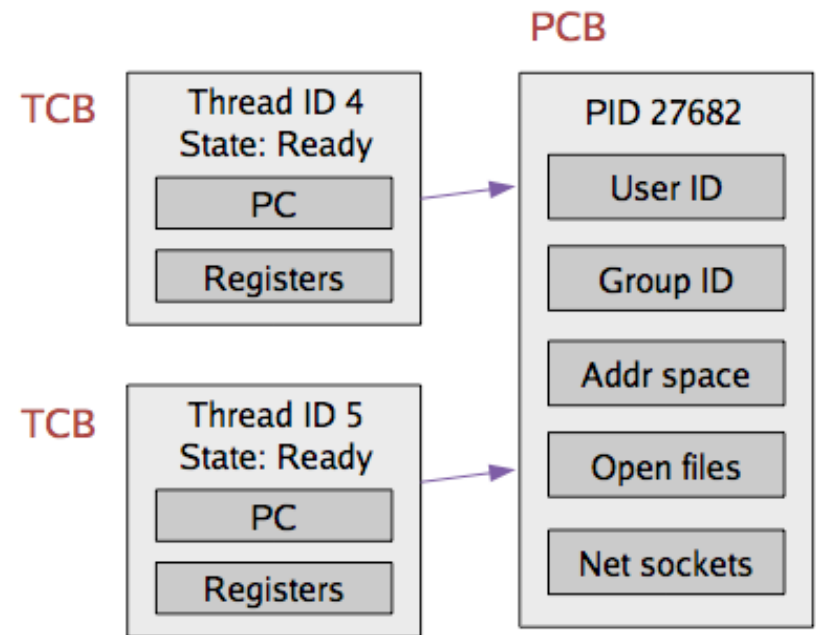 PCB
TCB
Thread ID 4
State: Ready
PC
Registers
TCB
Thread ID 5
State: Ready
PC
Registers
PID 27682
User ID
Group ID
Addr space
Open files
Net sockets